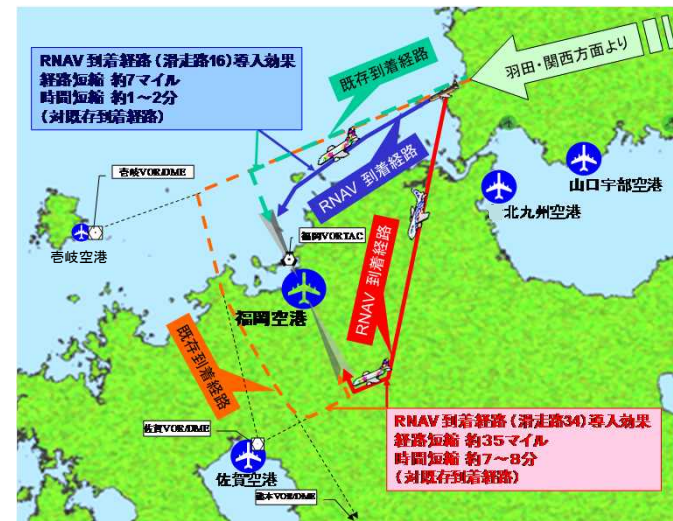 RNAV 到着経路 (滑走路16) 導入効果
経路短縮 約7マイル
時間短縮 約1～2分
(対既存到着経路)
既存到着経路
羽田・関西方面より
RNAV 到着経路
山口宇部空港
北九州空港
壱岐VOR/DME
壱岐空港
福岡VORTAC
福岡空港
RNAV 到着経路
既存到着経路
RNAV 到着経路 (滑走路34) 導入効果
経路短縮 約35マイル
時間短縮 約7～8分
(対既存到着経路)
佐賀VOR/DME
佐賀空港
熊本VOR/DME